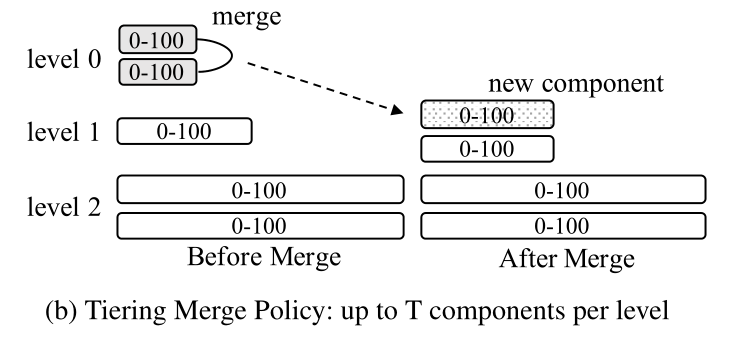 merge
level 0
0-100
0-100
new component
0-100
level 1
0-100
0-100
level 2
0-100
0-100
0-100
0-100
Before Merge
After Merge
(b) Tiering Merge Policy: up to T components per level